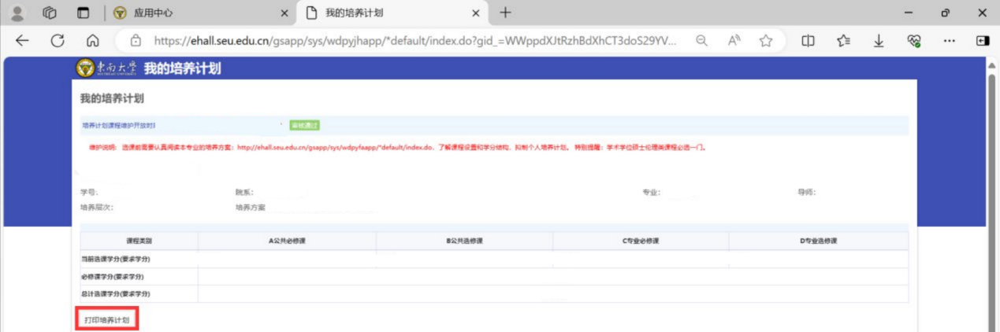 应用中心
我的培养计划
https://ehall.seu.edu.cn/gsapp/sys/wdpyjhapp/*default/index.do?gid_=WWppdXJtRzhBdXhCT3doS29YV...
东南大学 我的培养计划
我的培养计划
培养计划课程维护开放时 * 审核通过
维护说明：选课前需要认真阅读本专业的培养方案：http://ehall.seu.edu.cn/gsapp/sys/wdpyfaapp/*default/index.do，了解课程设置和学分结构，拟制个人培养计划。 特别提醒：学术学位硕士伦理类课程必选一门。
学号： 院系： 专业： 导师：
培养层次： 培养方案
课程类别 A公共必修课 B公共选修课 C专业必修课 D专业选修课
当前选课学分(要求学分)
必修课学分(要求学分)
总计选课学分(要求学分)
打印培养计划